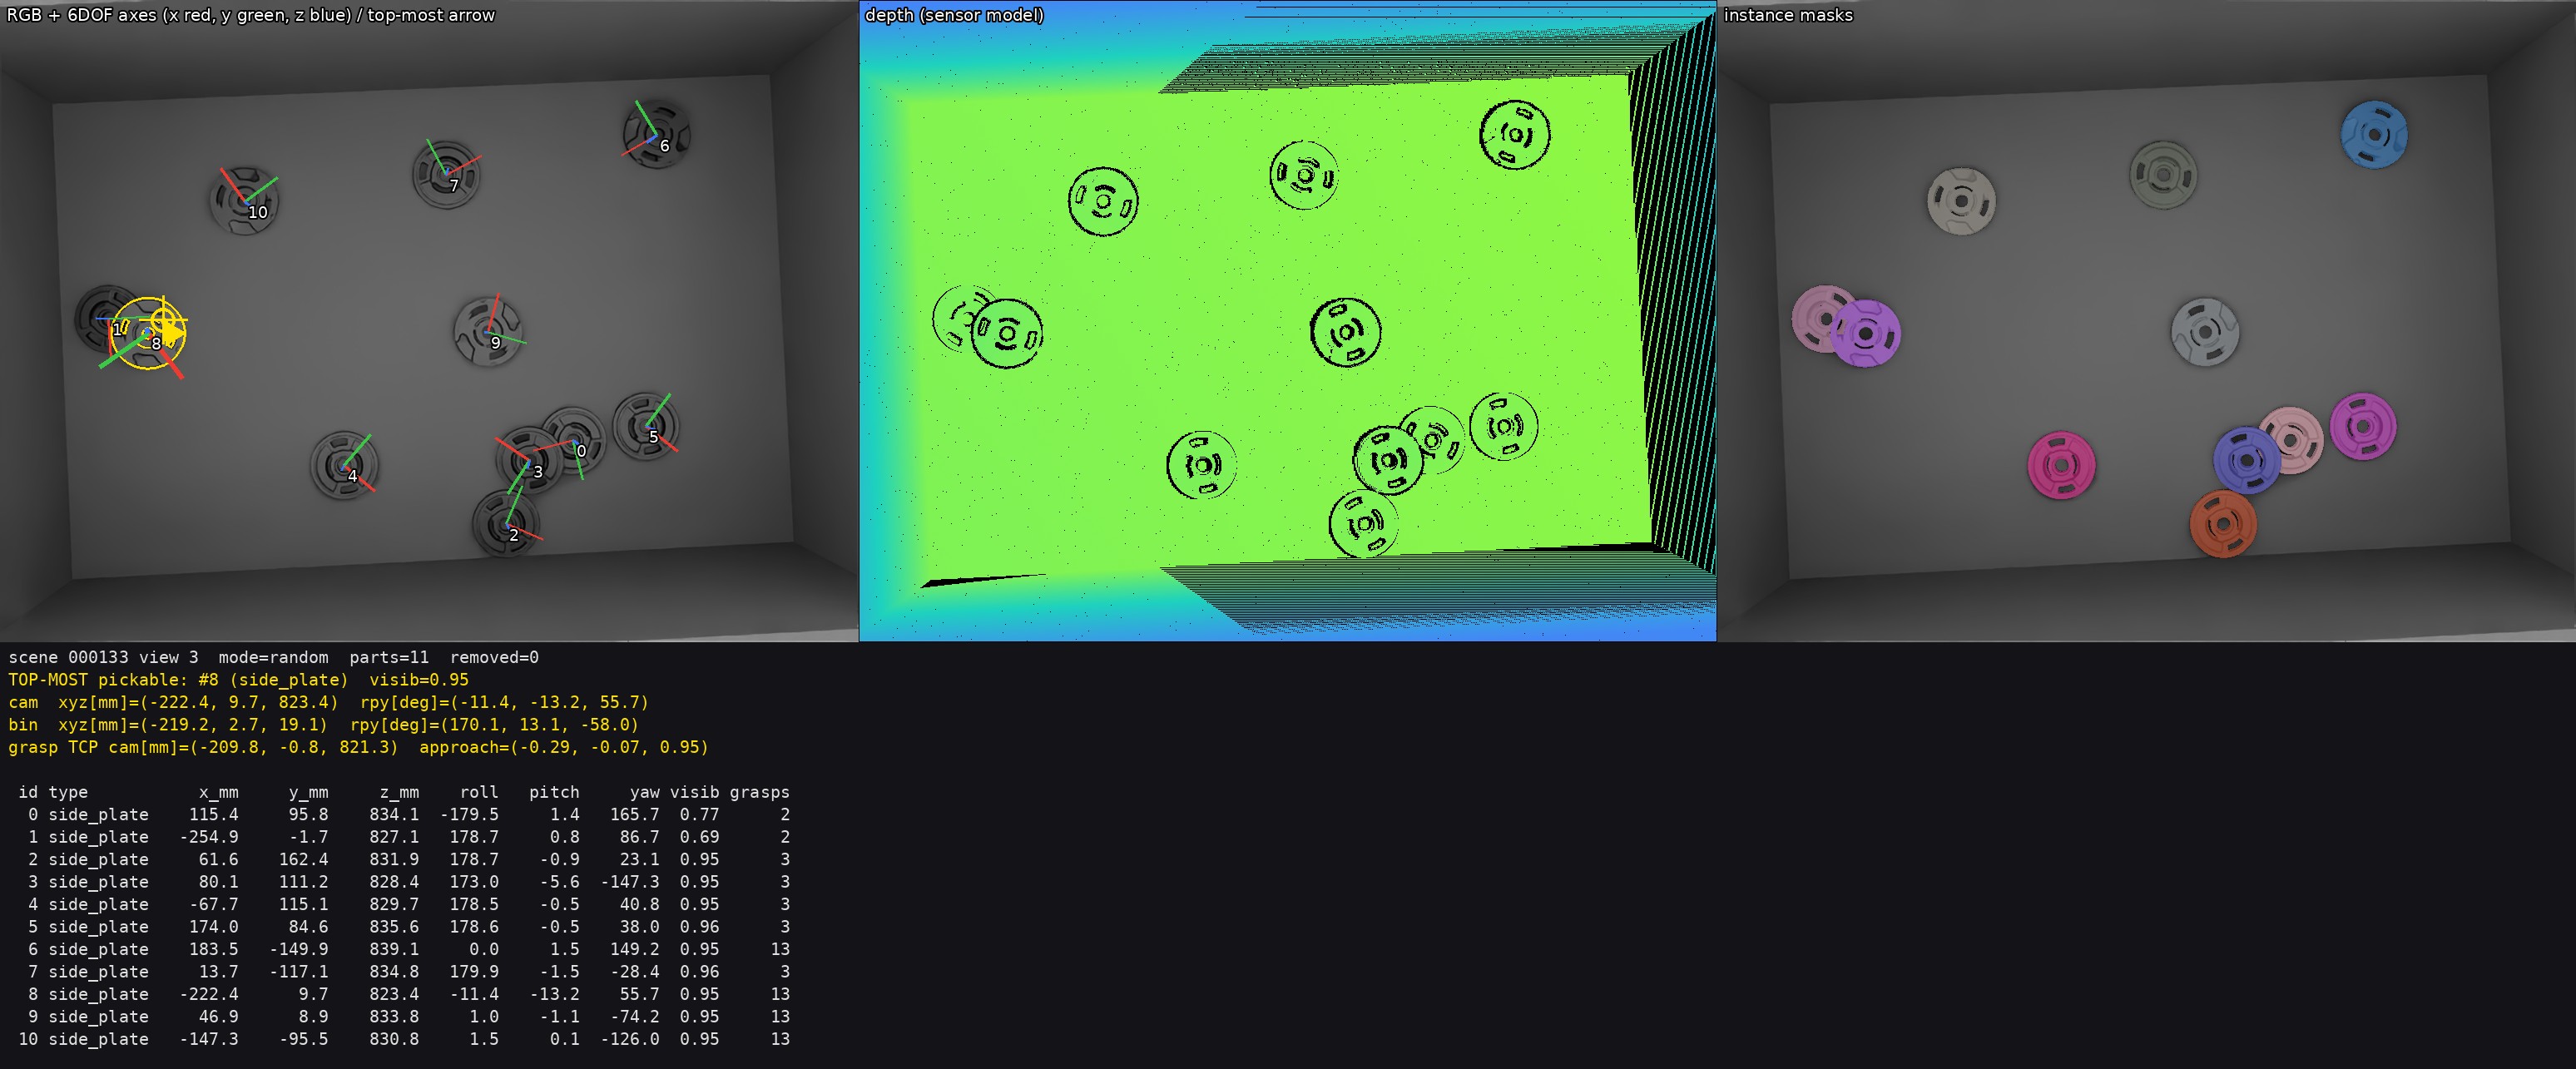 RGB + 6DOF axes (x red, y green, z blue) / top-most arrow
depth (sensor model)
instance masks
6
7
10
1
8
9
5
0
3
4
2
scene 000133 view 3  mode=random  parts=11  removed=0
TOP-MOST pickable: #8 (side_plate)  visib=0.95
cam  xyz[mm]=(-222.4, 9.7, 823.4)  rpy[deg]=(-11.4, -13.2, 55.7)
bin  xyz[mm]=(-219.2, 2.7, 19.1)  rpy[deg]=(170.1, 13.1, -58.0)
grasp TCP cam[mm]=(-209.8, -0.8, 821.3)  approach=(-0.29, -0.07, 0.95)
id type x_mm y_mm z_mm roll pitch yaw visib grasps
0 side_plate 115.4 95.8 834.1 -179.5 1.4 165.7 0.77 2
1 side_plate -254.9 -1.7 827.1 178.7 0.8 86.7 0.69 2
2 side_plate 61.6 162.4 831.9 178.7 -0.9 23.1 0.95 3
3 side_plate 80.1 111.2 828.4 173.0 -5.6 -147.3 0.95 3
4 side_plate -67.7 115.1 829.7 178.5 -0.5 40.8 0.95 3
5 side_plate 174.0 84.6 835.6 178.6 -0.5 38.0 0.96 3
6 side_plate 183.5 -149.9 839.1 0.0 1.5 149.2 0.95 13
7 side_plate 13.7 -117.1 834.8 179.9 -1.5 -28.4 0.96 3
8 side_plate -222.4 9.7 823.4 -11.4 -13.2 55.7 0.95 13
9 side_plate 46.9 8.9 833.8 1.0 -1.1 -74.2 0.95 13
10 side_plate -147.3 -95.5 830.8 1.5 0.1 -126.0 0.95 13